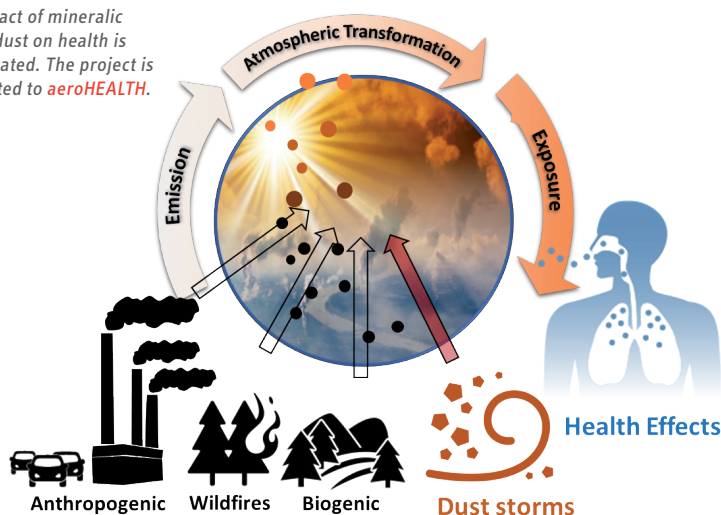 act of mineralic
dust on health is
ated. The project is
ted to aeroHEALTH.
Atmospheric Transformation
Emission
Exposure
Health Effects
Anthropogenic
Wildfires
Biogenic
Dust storms